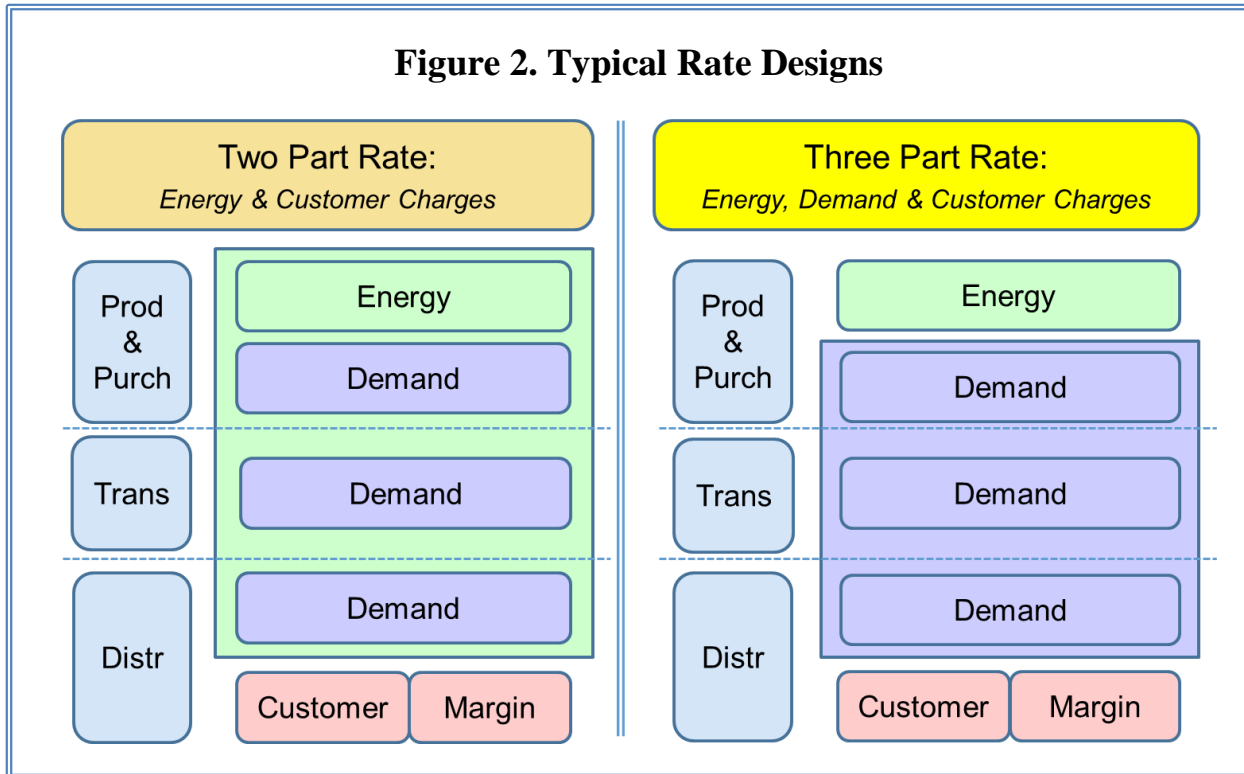 Figure 2. Typical Rate Designs
Two Part Rate:
Energy & Customer Charges
Prod
&
Purch
Energy
Demand
Trans
Demand
Distr
Demand
Customer
Margin
Three Part Rate:
Energy, Demand & Customer Charges
Prod
&
Purch
Energy
Demand
Trans
Demand
Distr
Demand
Customer
Margin